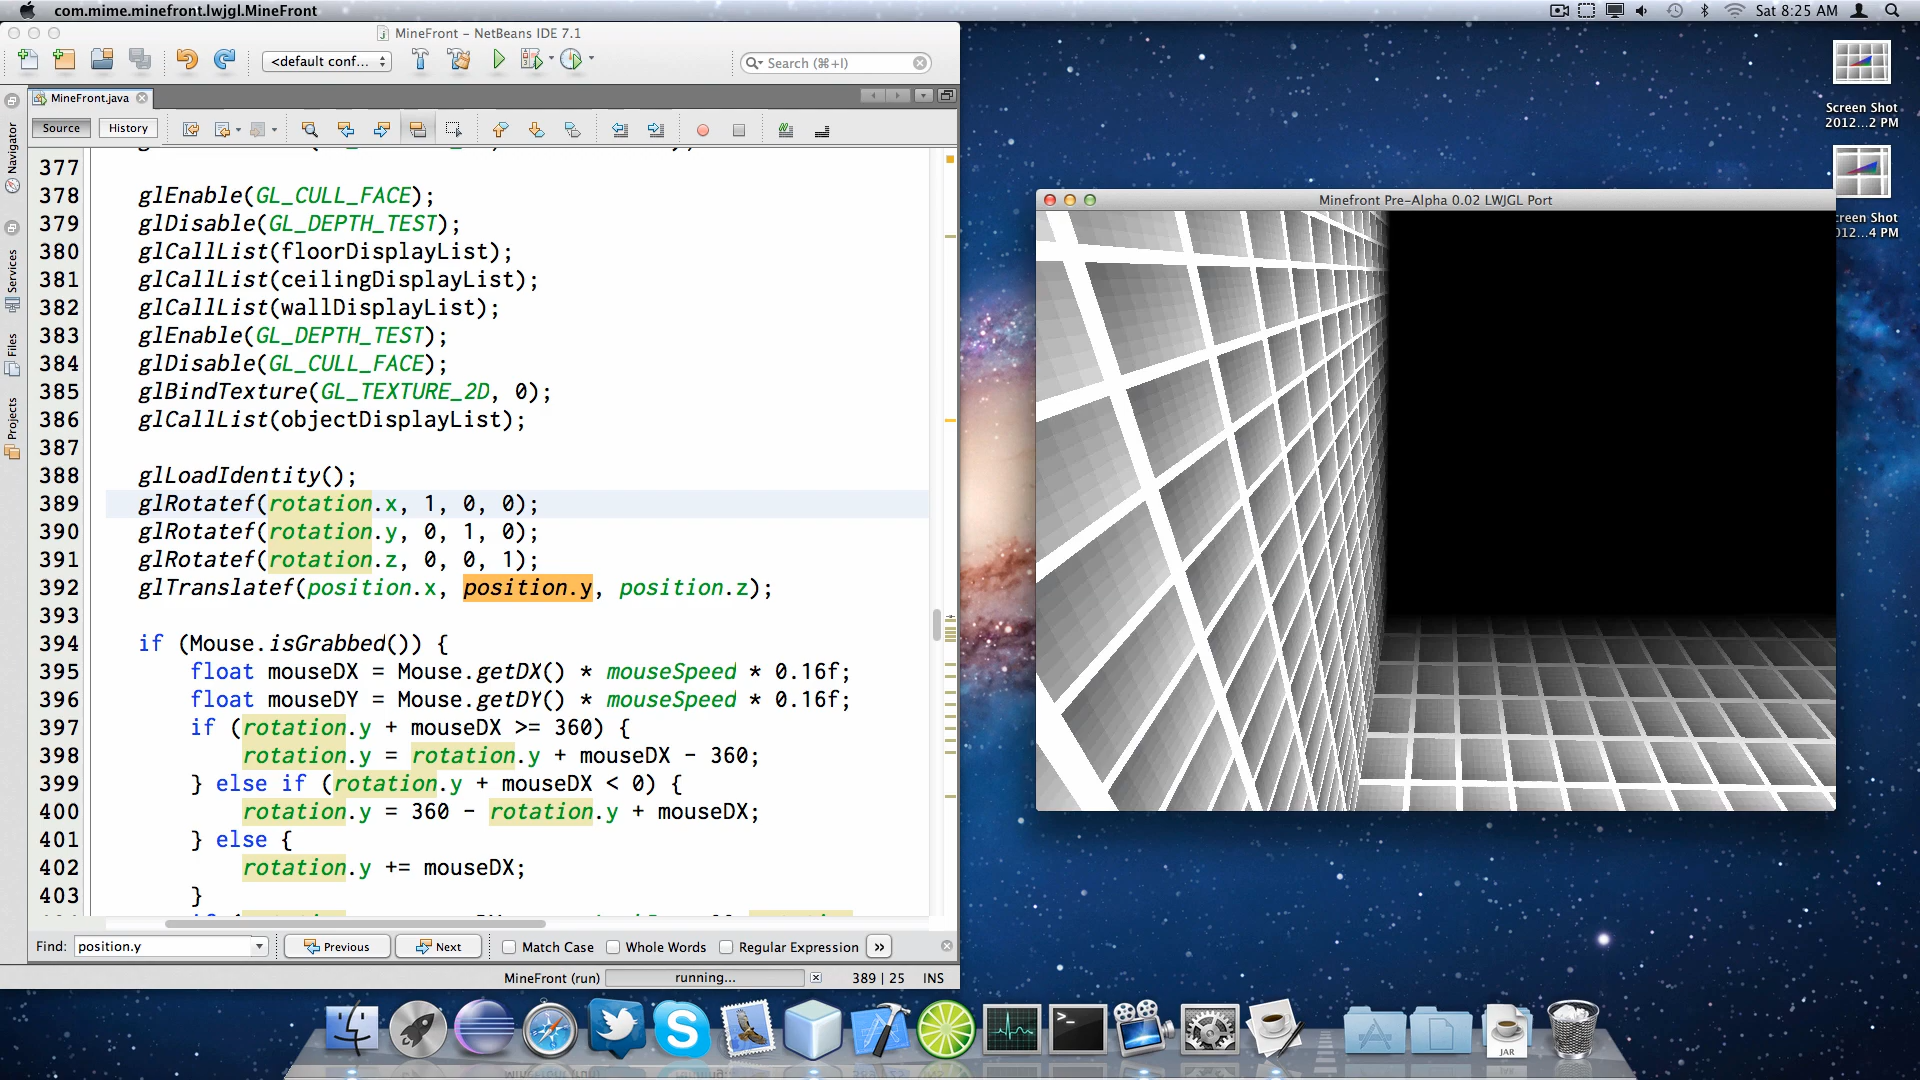 com.mime.minefront.lwjgl.MineFront
Sat 8:25 AM
MineFront – NetBeans IDE 7.1
<default conf...
Search (⌘+I)
MineFront.java
Source
History
Navigator
Services
Files
Projects
377
378 glEnable(GL_CULL_FACE);
379 glDisable(GL_DEPTH_TEST);
380 glCallList(floorDisplayList);
381 glCallList(ceilingDisplayList);
382 glCallList(wallDisplayList);
383 glEnable(GL_DEPTH_TEST);
384 glDisable(GL_CULL_FACE);
385 glBindTexture(GL_TEXTURE_2D, 0);
386 glCallList(objectDisplayList);
387
388 glLoadIdentity();
389 glRotatef(rotation.x, 1, 0, 0);
390 glRotatef(rotation.y, 0, 1, 0);
391 glRotatef(rotation.z, 0, 0, 1);
392 glTranslatef(position.x, position.y, position.z);
393
394 if (Mouse.isGrabbed()) {
395 float mouseDX = Mouse.getDX() * mouseSpeed * 0.16f;
396 float mouseDY = Mouse.getDY() * mouseSpeed * 0.16f;
397 if (rotation.y + mouseDX >= 360) {
398 rotation.y = rotation.y + mouseDX - 360;
399 } else if (rotation.y + mouseDX < 0) {
400 rotation.y = 360 - rotation.y + mouseDX;
401 } else {
402 rotation.y += mouseDX;
403 }
Find: position.y
Previous
Next
Match Case
Whole Words
Regular Expression
»
MineFront (run)
running...
389 | 25
INS
Screen Shot
2012...2 PM
Minefront Pre-Alpha 0.02 LWJGL Port
creen Shot
012...4 PM
>_
JAR